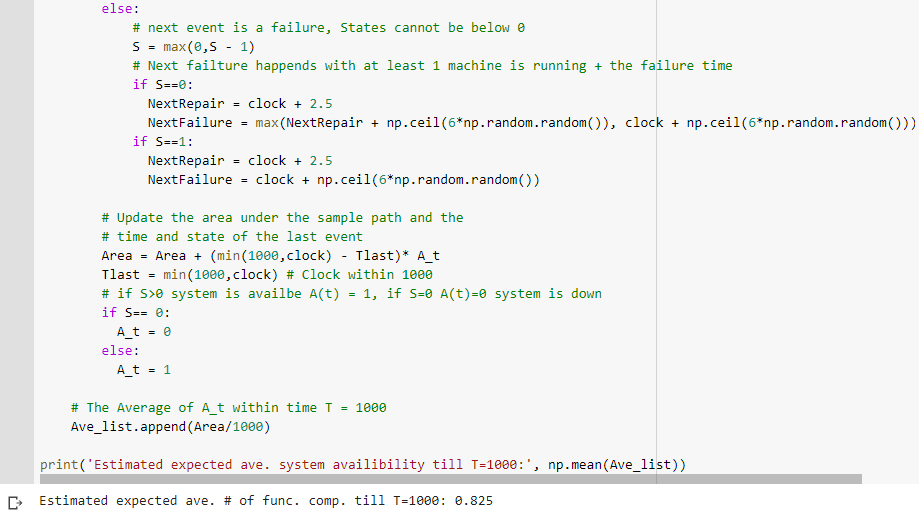 else:
# next event is a failure, States cannot be below 0
S = max(0,S - 1)
# Next failture happends with at least 1 machine is running + the failure time
if S==0:
NextRepair = clock + 2.5
NextFailure = max(NextRepair + np.ceil(6*np.random.random()), clock + np.ceil(6*np.random.random()))
if S==1:
NextRepair = clock + 2.5
NextFailure = clock + np.ceil(6*np.random.random())
# Update the area under the sample path and the
# time and state of the last event
Area = Area + (min(1000,clock) - Tlast)* A_t
Tlast = min(1000,clock) # Clock within 1000
# if S>0 system is availbe A(t) = 1, if S=0 A(t)=0 system is down
if S== 0:
A_t = 0
else:
A_t = 1
# The Average of A_t within time T = 1000
Ave_list.append(Area/1000)
print('Estimated expected ave. system availibility till T=1000:', np.mean(Ave_list))
Estimated expected ave. # of func. comp. till T=1000: 0.825